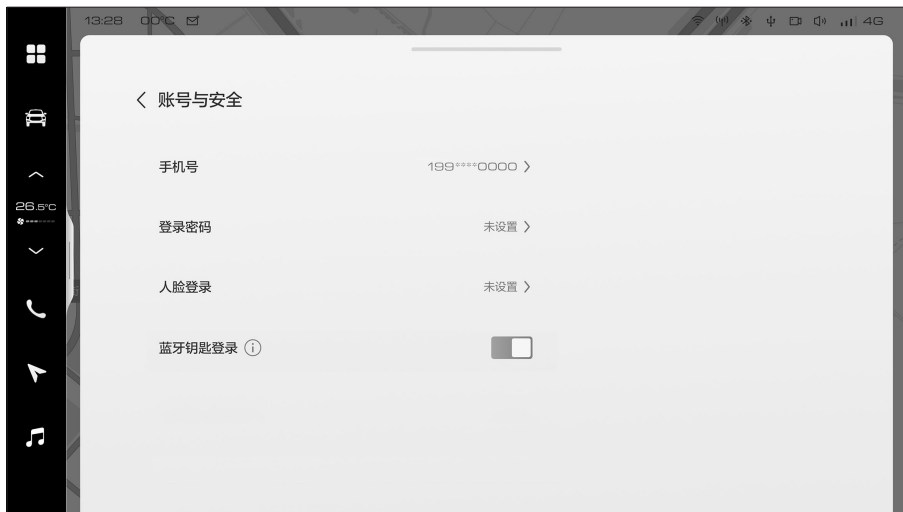 13:28 00°C 4G
账号与安全
手机号 199****0000
26.5°C
登录密码 未设置
人脸登录 未设置
蓝牙钥匙登录